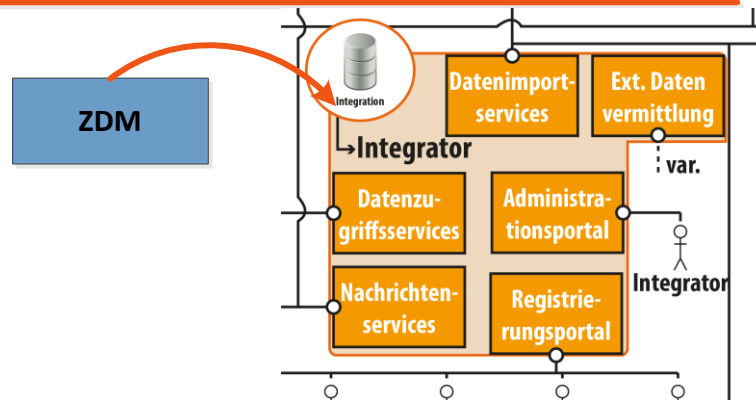 ZDM
Integration
Integrator
Datenimport-
services
Ext. Daten
vermittlung
var.
Datenzu-
griffsservices
Administra-
tionsportal
Integrator
Nachrichten-
services
Registrie-
rungsportal